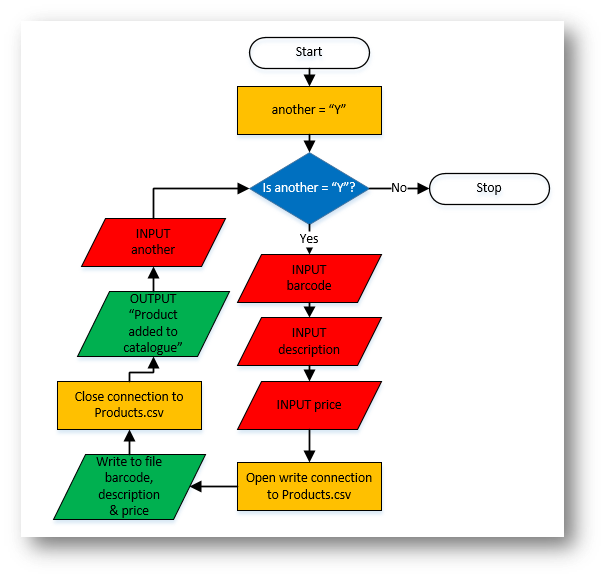 Start
another = “Y”
Is another = “Y”?
No
Stop
Yes
INPUT
barcode
INPUT
description
INPUT price
Open write connection
to Products.csv
Write to file
barcode,
description
& price
Close connection to
Products.csv
OUTPUT
“Product
added to
catalogue”
INPUT
another